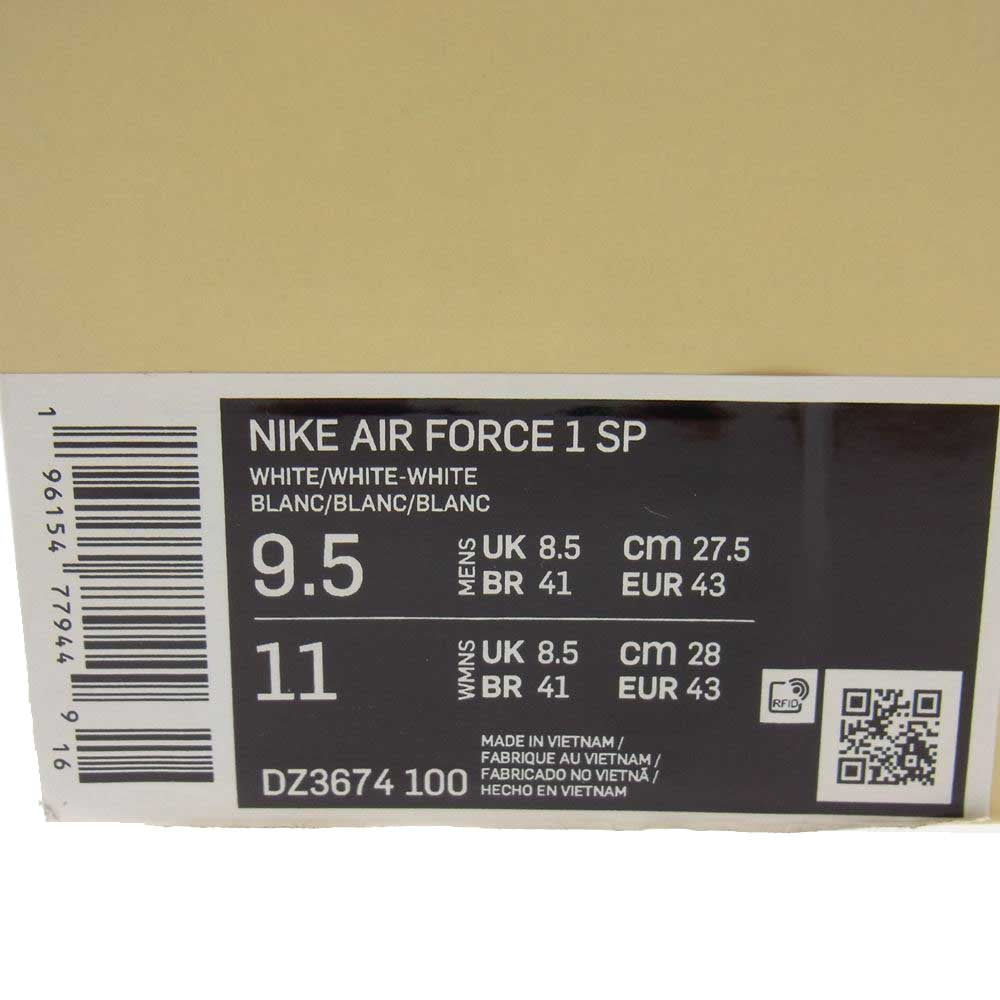 1 96154 77944 9 16
NIKE AIR FORCE 1 SP
WHITE/WHITE-WHITE
BLANC/BLANC/BLANC
9.5 MENS UK 8.5 cm 27.5
BR 41 EUR 43
11 WMNS UK 8.5 cm 28
BR 41 EUR 43
RFID
DZ3674 100
MADE IN VIETNAM /
FABRIQUE AU VIETNAM /
FABRICADO NO VIETNÃ /
HECHO EN VIETNAM